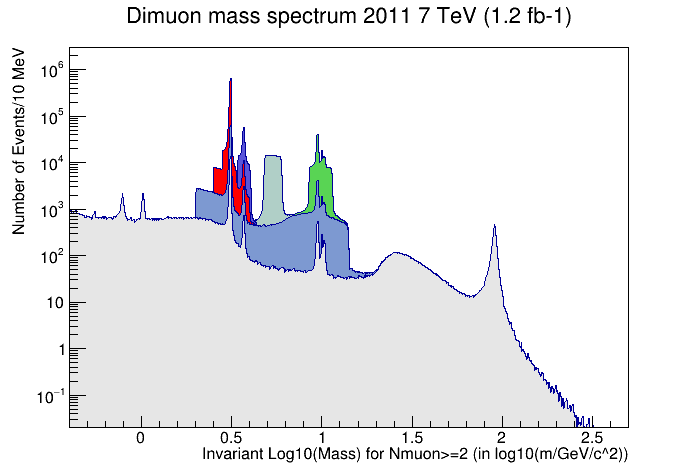 Dimuon mass spectrum 2011 7 TeV (1.2 fb-1)
Number of Events/10 MeV
10^6
10^5
10^4
10^3
10^2
10
1
10^−1
0 0.5 1 1.5 2 2.5
Invariant Log10(Mass) for Nmuon>=2 (in log10(m/GeV/c^2))